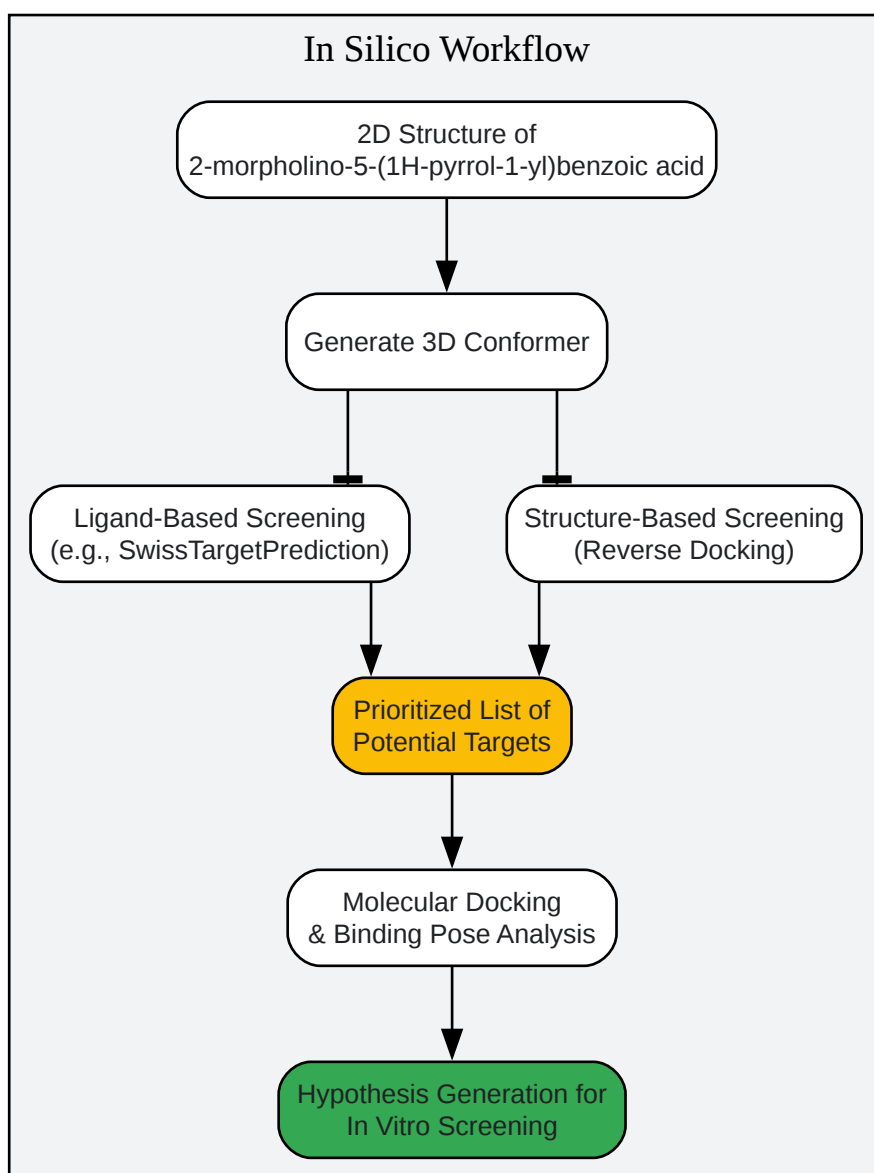 In Silico Workflow
2D Structure of
2-morpholino-5-(1H-pyrrol-1-yl)benzoic acid
Generate 3D Conformer
Ligand-Based Screening
(e.g., SwissTargetPrediction)
Structure-Based Screening
(Reverse Docking)
Prioritized List of
Potential Targets
Molecular Docking
& Binding Pose Analysis
Hypothesis Generation for
In Vitro Screening